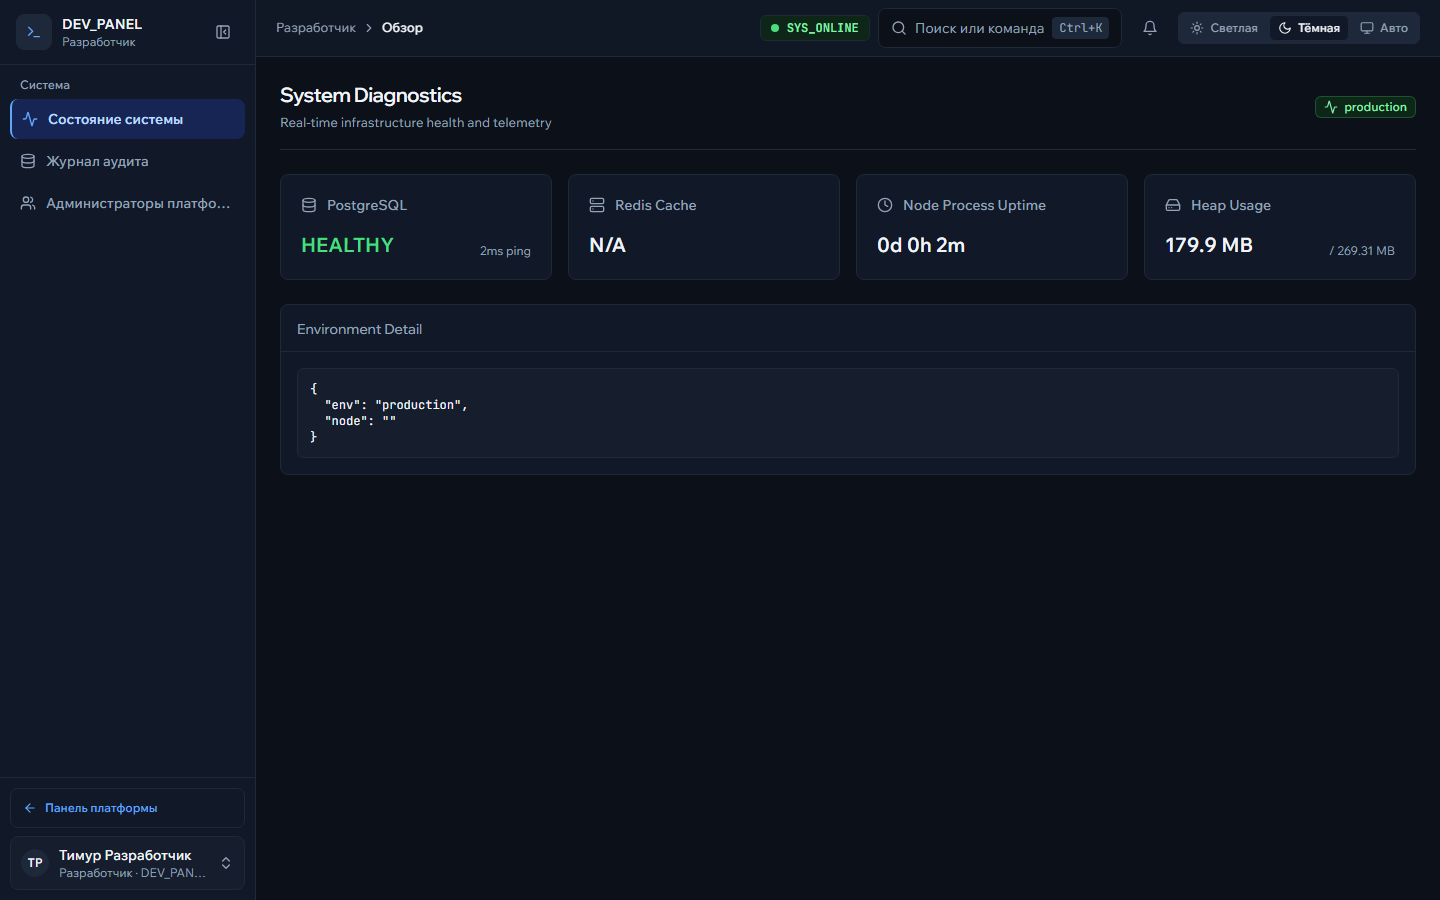 DEV_PANEL
Разработчик
Система
Состояние системы
Журнал аудита
Администраторы платфо...
Панель платформы
TP
Тимур Разработчик
Разработчик · DEV_PAN...
Разработчик > Обзор
SYS_ONLINE
Поиск или команда Ctrl+K
Светлая Тёмная Авто
System Diagnostics
Real-time infrastructure health and telemetry
production
PostgreSQL
HEALTHY 2ms ping
Redis Cache
N/A
Node Process Uptime
0d 0h 2m
Heap Usage
179.9 MB / 269.31 MB
Environment Detail
{
"env": "production",
"node": ""
}